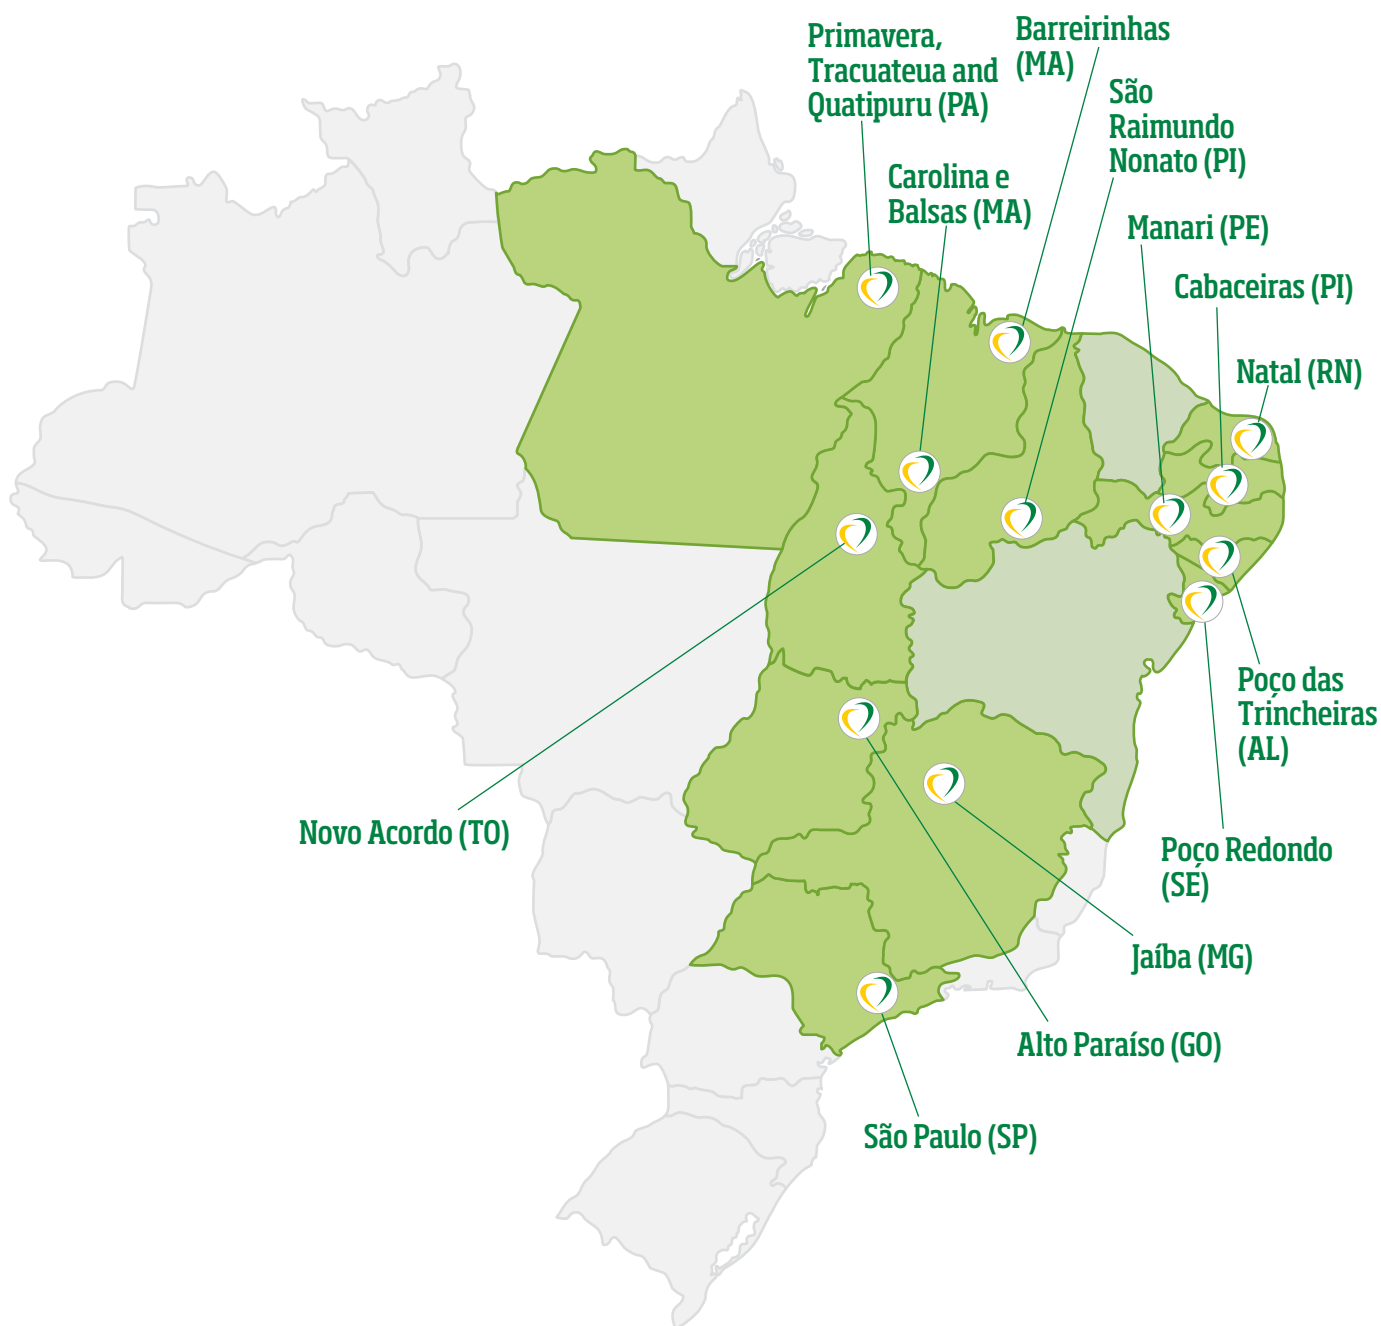 Primavera,
Tracuateua and
Quatipuru (PA)
Barreirinhas
(MA)
São
Raimundo
Nonato (PI)
Carolina e
Balsas (MA)
Manari (PE)
Cabaceiras (PI)
Natal (RN)
Poço das
Trincheiras
(AL)
Novo Acordo (TO)
Poço Redondo
(SE)
Jaíba (MG)
Alto Paraíso (GO)
São Paulo (SP)